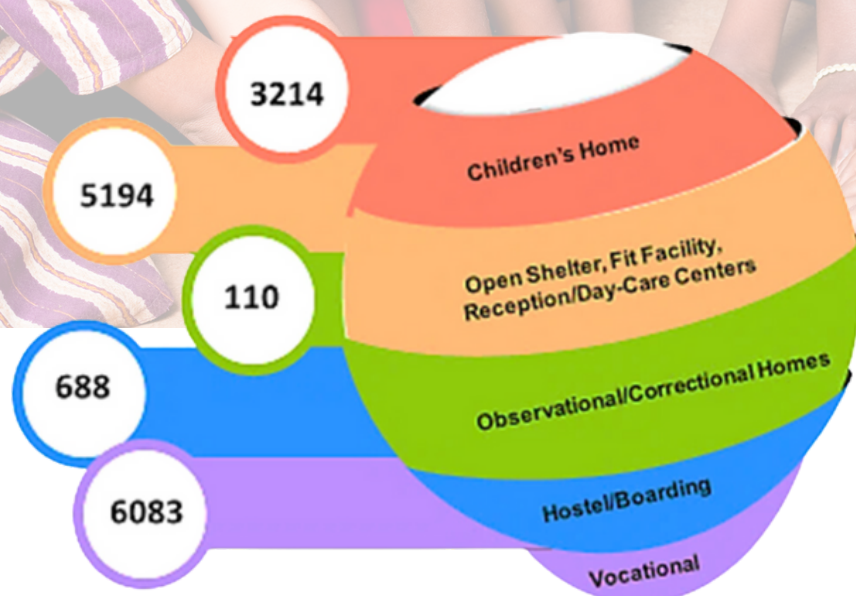 3214
Children's Home
5194
Open Shelter, Fit Facility,
Reception/Day-Care Centers
110
Observational/Correctional Homes
688
Hostel/Boarding
6083
Vocational